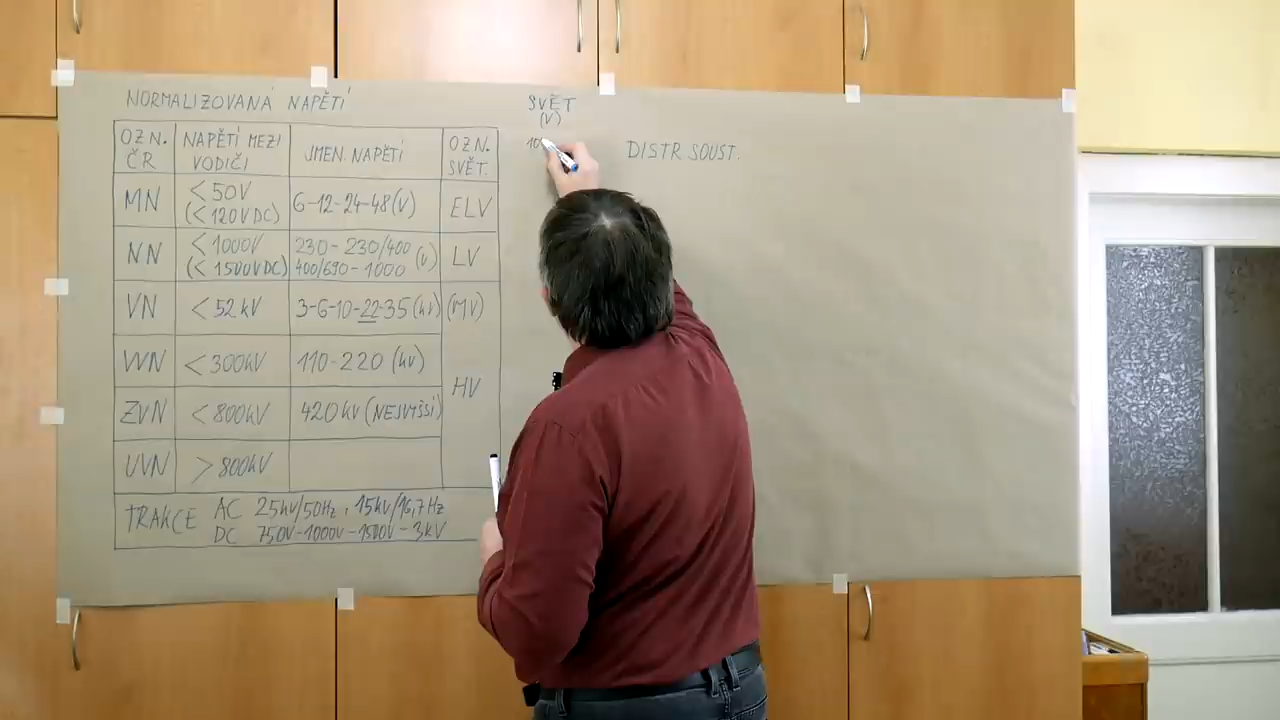 NORMALIZOVANÁ NAPĚTÍ
OZN. ČR
NAPĚTÍ MEZI VODIČI
JMEN. NAPĚTÍ
OZN. SVĚT.
MN
<50V
(<120V DC)
6-12-24-48(V)
ELV
NN
<1000V
(<1500V DC)
230-230/400
400/690-1000 (V)
LV
VN
<52 kV
3-6-10-22-35 (kV)
(MV)
VVN
<300kV
110-220 (kV)
HV
ZVN
<800kV
420kV (NEJVYŠŠÍ)
UVN
>800kV
TRAKCE AC 25kV/50Hz, 15kV/16,7Hz
DC 750V-1000V-1500V-3kV
SVĚT
(V)
10
DISTR. SOUST.